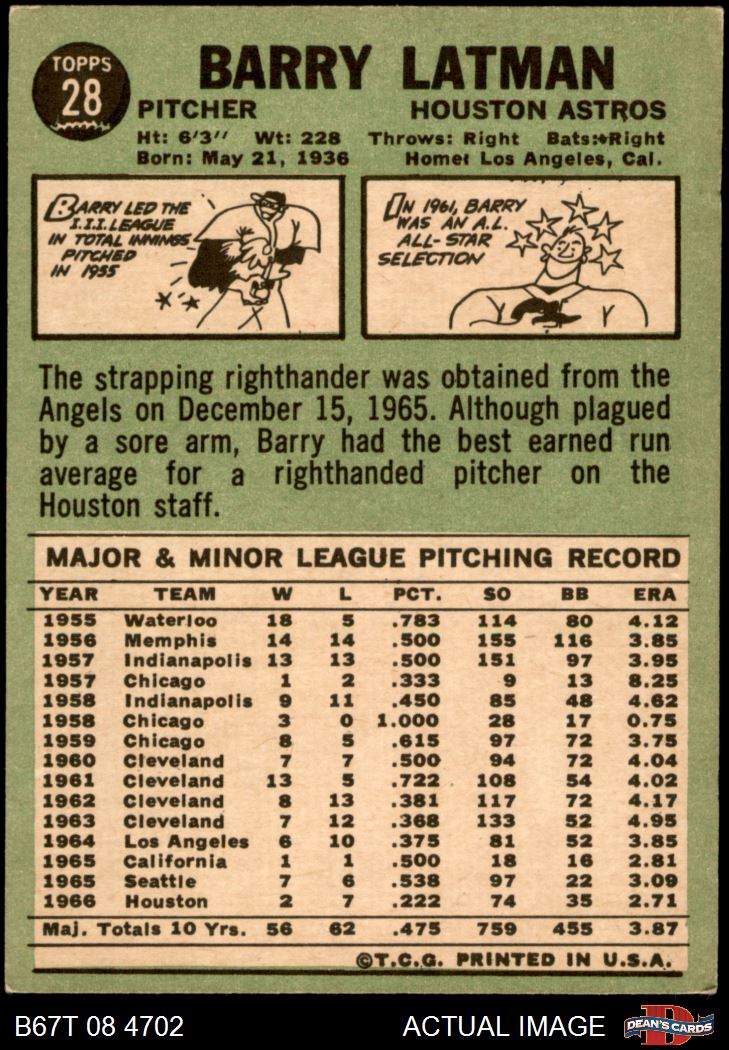 TOPPS
28
BARRY LATMAN
PITCHER HOUSTON ASTROS
Ht: 6'3" Wt: 228 Throws: Right Bats: Right
Born: May 21, 1936 Home: Los Angeles, Cal.
BARRY LED THE
I.I.I. LEAGUE
IN TOTAL INNINGS
PITCHED
IN 1955
IN 1961, BARRY
WAS AN A.L.
ALL-STAR
SELECTION
The strapping righthander was obtained from the
Angels on December 15, 1965. Although plagued
by a sore arm, Barry had the best earned run
average for a righthanded pitcher on the
Houston staff.
MAJOR & MINOR LEAGUE PITCHING RECORD
YEAR TEAM W L PCT. SO BB ERA
1955 Waterloo 18 5 .783 114 80 4.12
1956 Memphis 14 14 .500 155 116 3.85
1957 Indianapolis 13 13 .500 151 97 3.95
1957 Chicago 1 2 .333 9 13 8.25
1958 Indianapolis 9 11 .450 85 48 4.62
1958 Chicago 3 0 1.000 28 17 0.75
1959 Chicago 8 5 .615 97 72 3.75
1960 Cleveland 7 7 .500 94 72 4.04
1961 Cleveland 13 5 .722 108 54 4.02
1962 Cleveland 8 13 .381 117 72 4.17
1963 Cleveland 7 12 .368 133 52 4.95
1964 Los Angeles 6 10 .375 81 52 3.85
1965 California 1 1 .500 18 16 2.81
1965 Seattle 7 6 .538 97 22 3.09
1966 Houston 2 7 .222 74 35 2.71
Maj. Totals 10 Yrs. 56 62 .475 759 455 3.87
©T.C.G. PRINTED IN U.S.A.
B67T 08 4702 ACTUAL IMAGE D DEAN'S CARDS